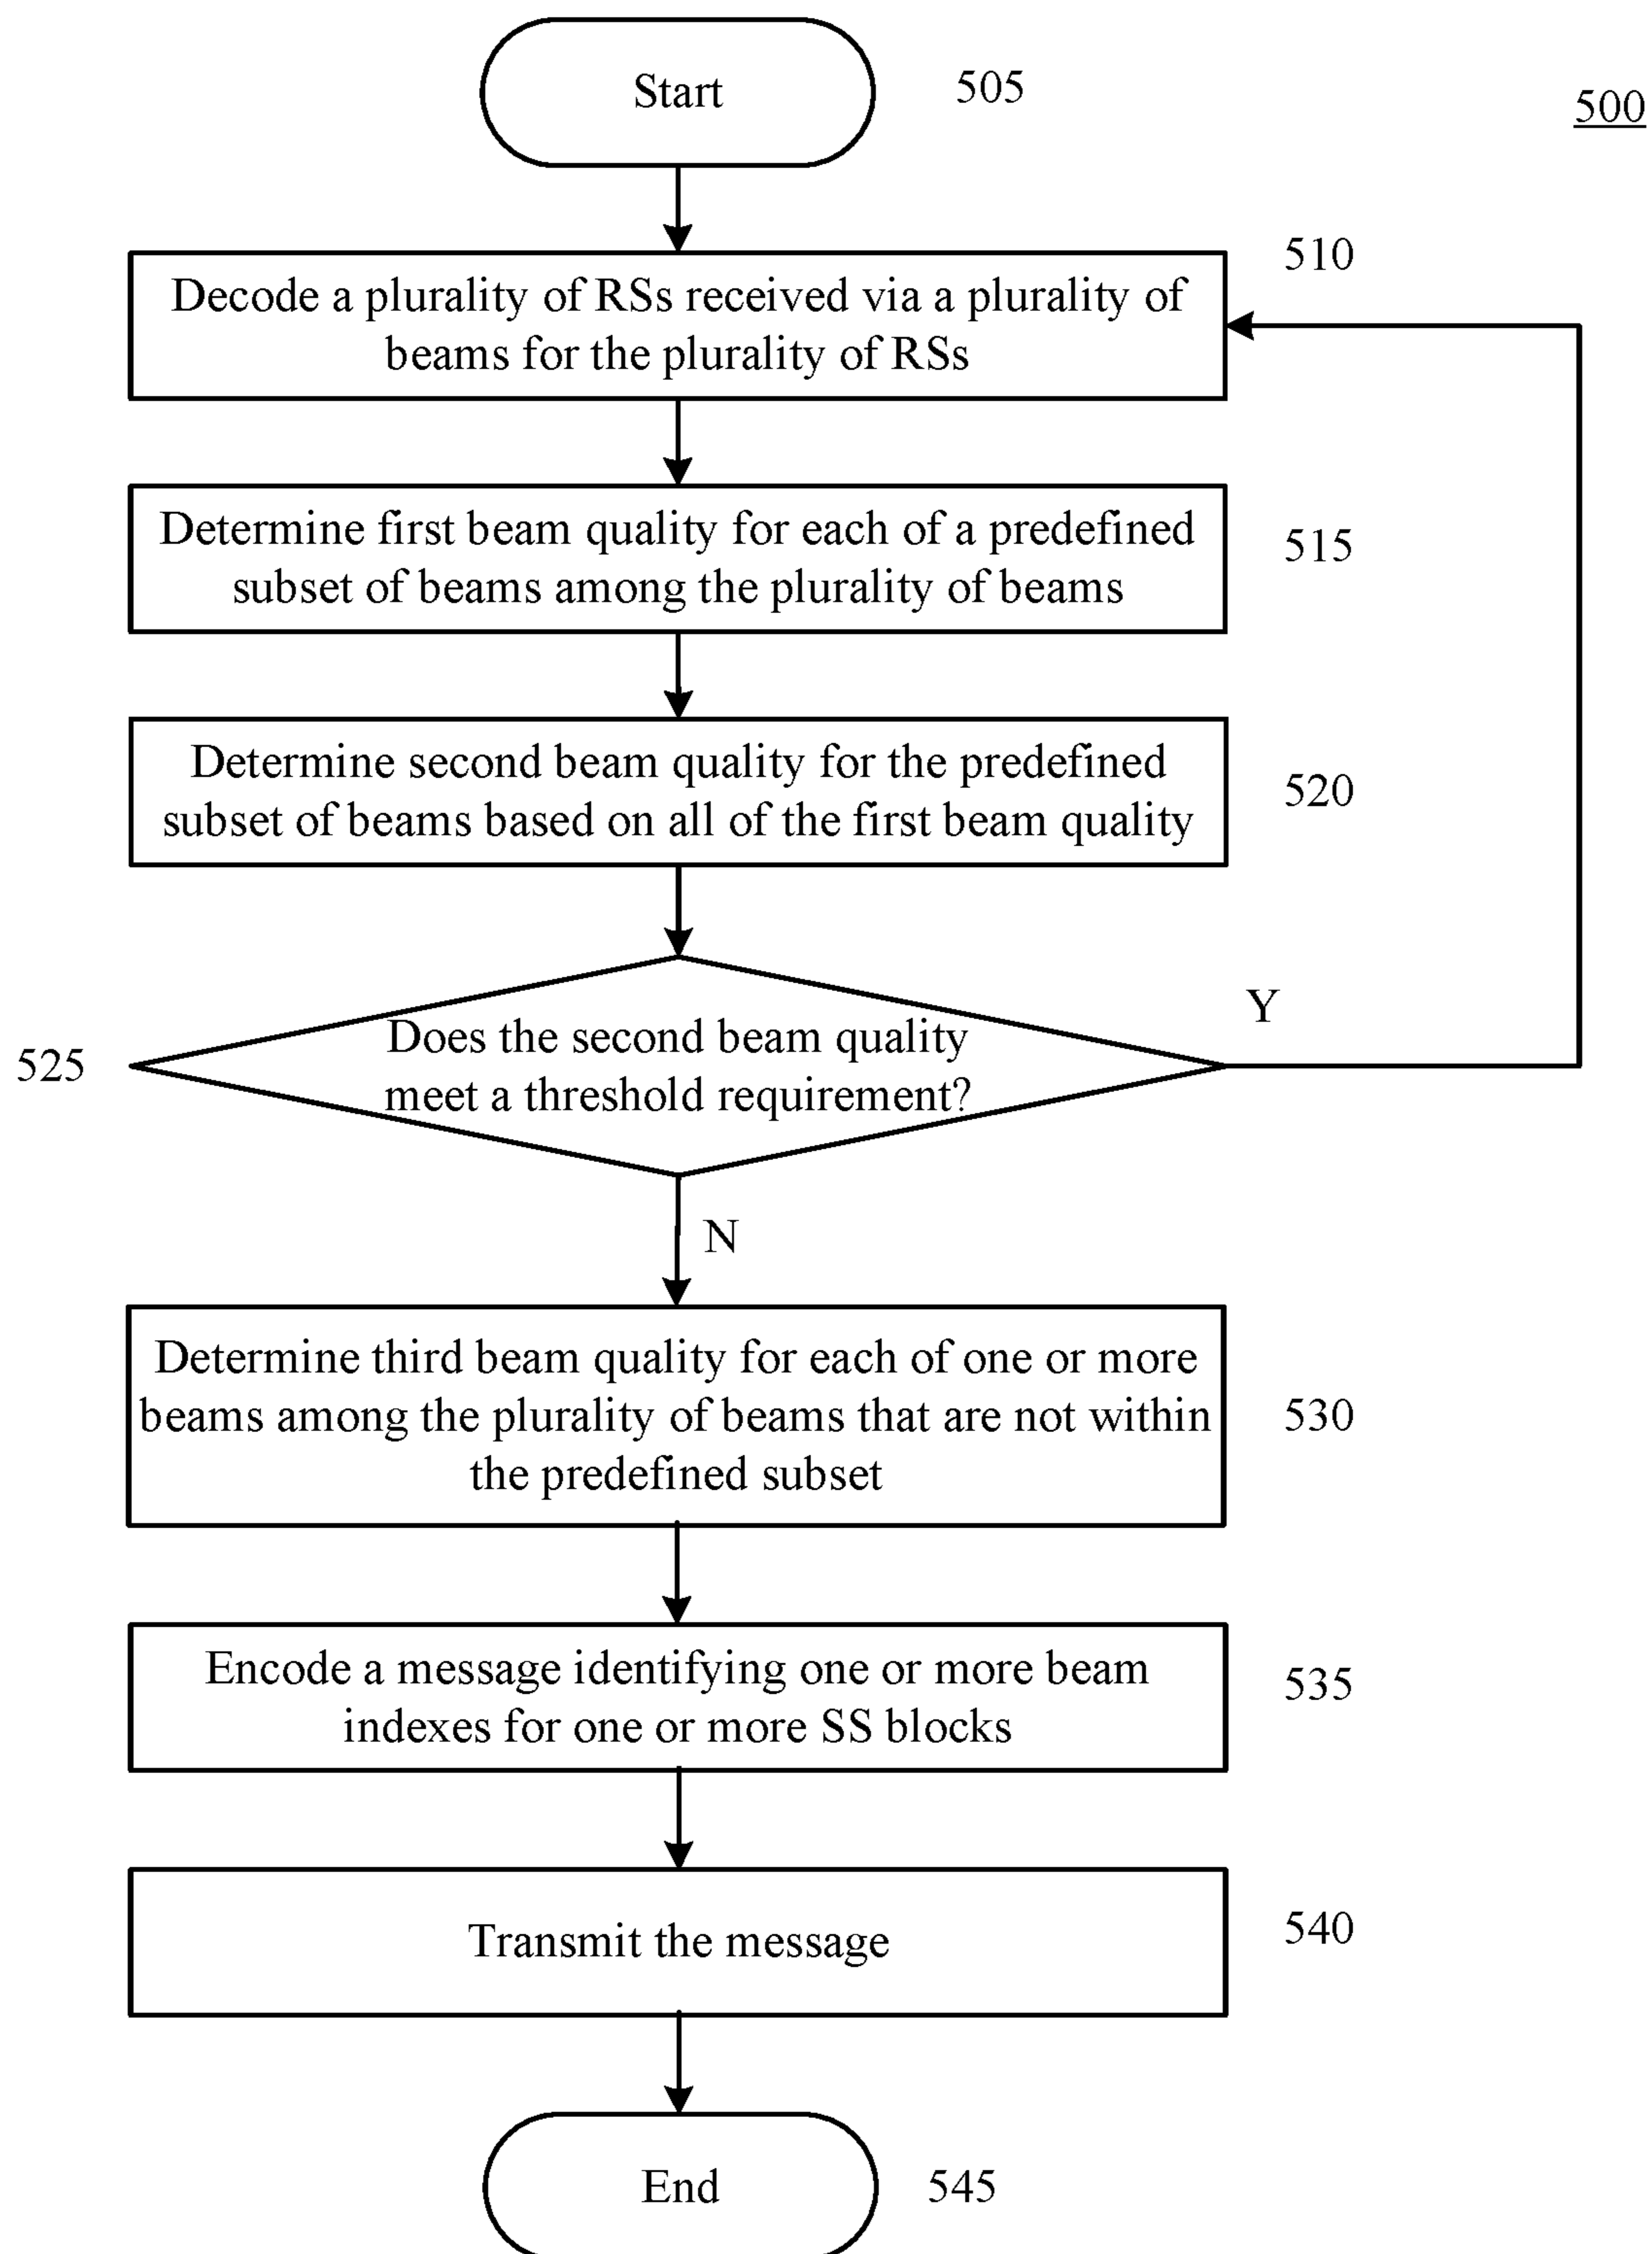 Start
505
500
510
Decode a plurality of RSs received via a plurality of
beams for the plurality of RSs
Determine first beam quality for each of a predefined
subset of beams among the plurality of beams
515
Determine second beam quality for the predefined
subset of beams based on all of the first beam quality
520
Y
525
Does the second beam quality
meet a threshold requirement?
N
Determine third beam quality for each of one or more
beams among the plurality of beams that are not within
the predefined subset
530
Encode a message identifying one or more beam
indexes for one or more SS blocks
535
Transmit the message
540
End
545